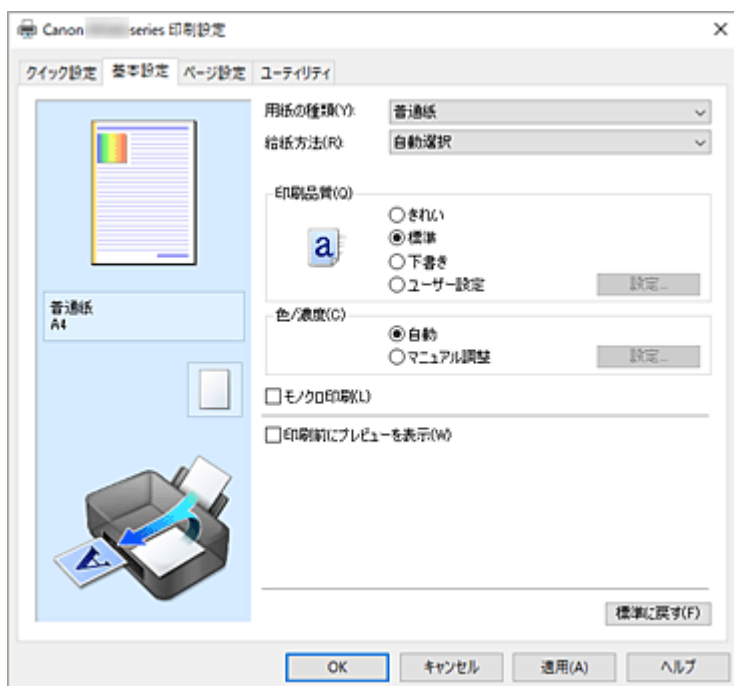 Canon series 印刷設定
クイック設定 基本設定 ページ設定 ユーティリティ
用紙の種類(Y): 普通紙
給紙方法(R): 自動選択
印刷品質(Q)
きれい
標準
下書き
ユーザー設定 設定...
色/濃度(C)
自動
マニュアル調整 設定...
モノクロ印刷(L)
印刷前にプレビューを表示(W)
標準に戻す(F)
普通紙
A4
a
A
OK キャンセル 適用(A) ヘルプ